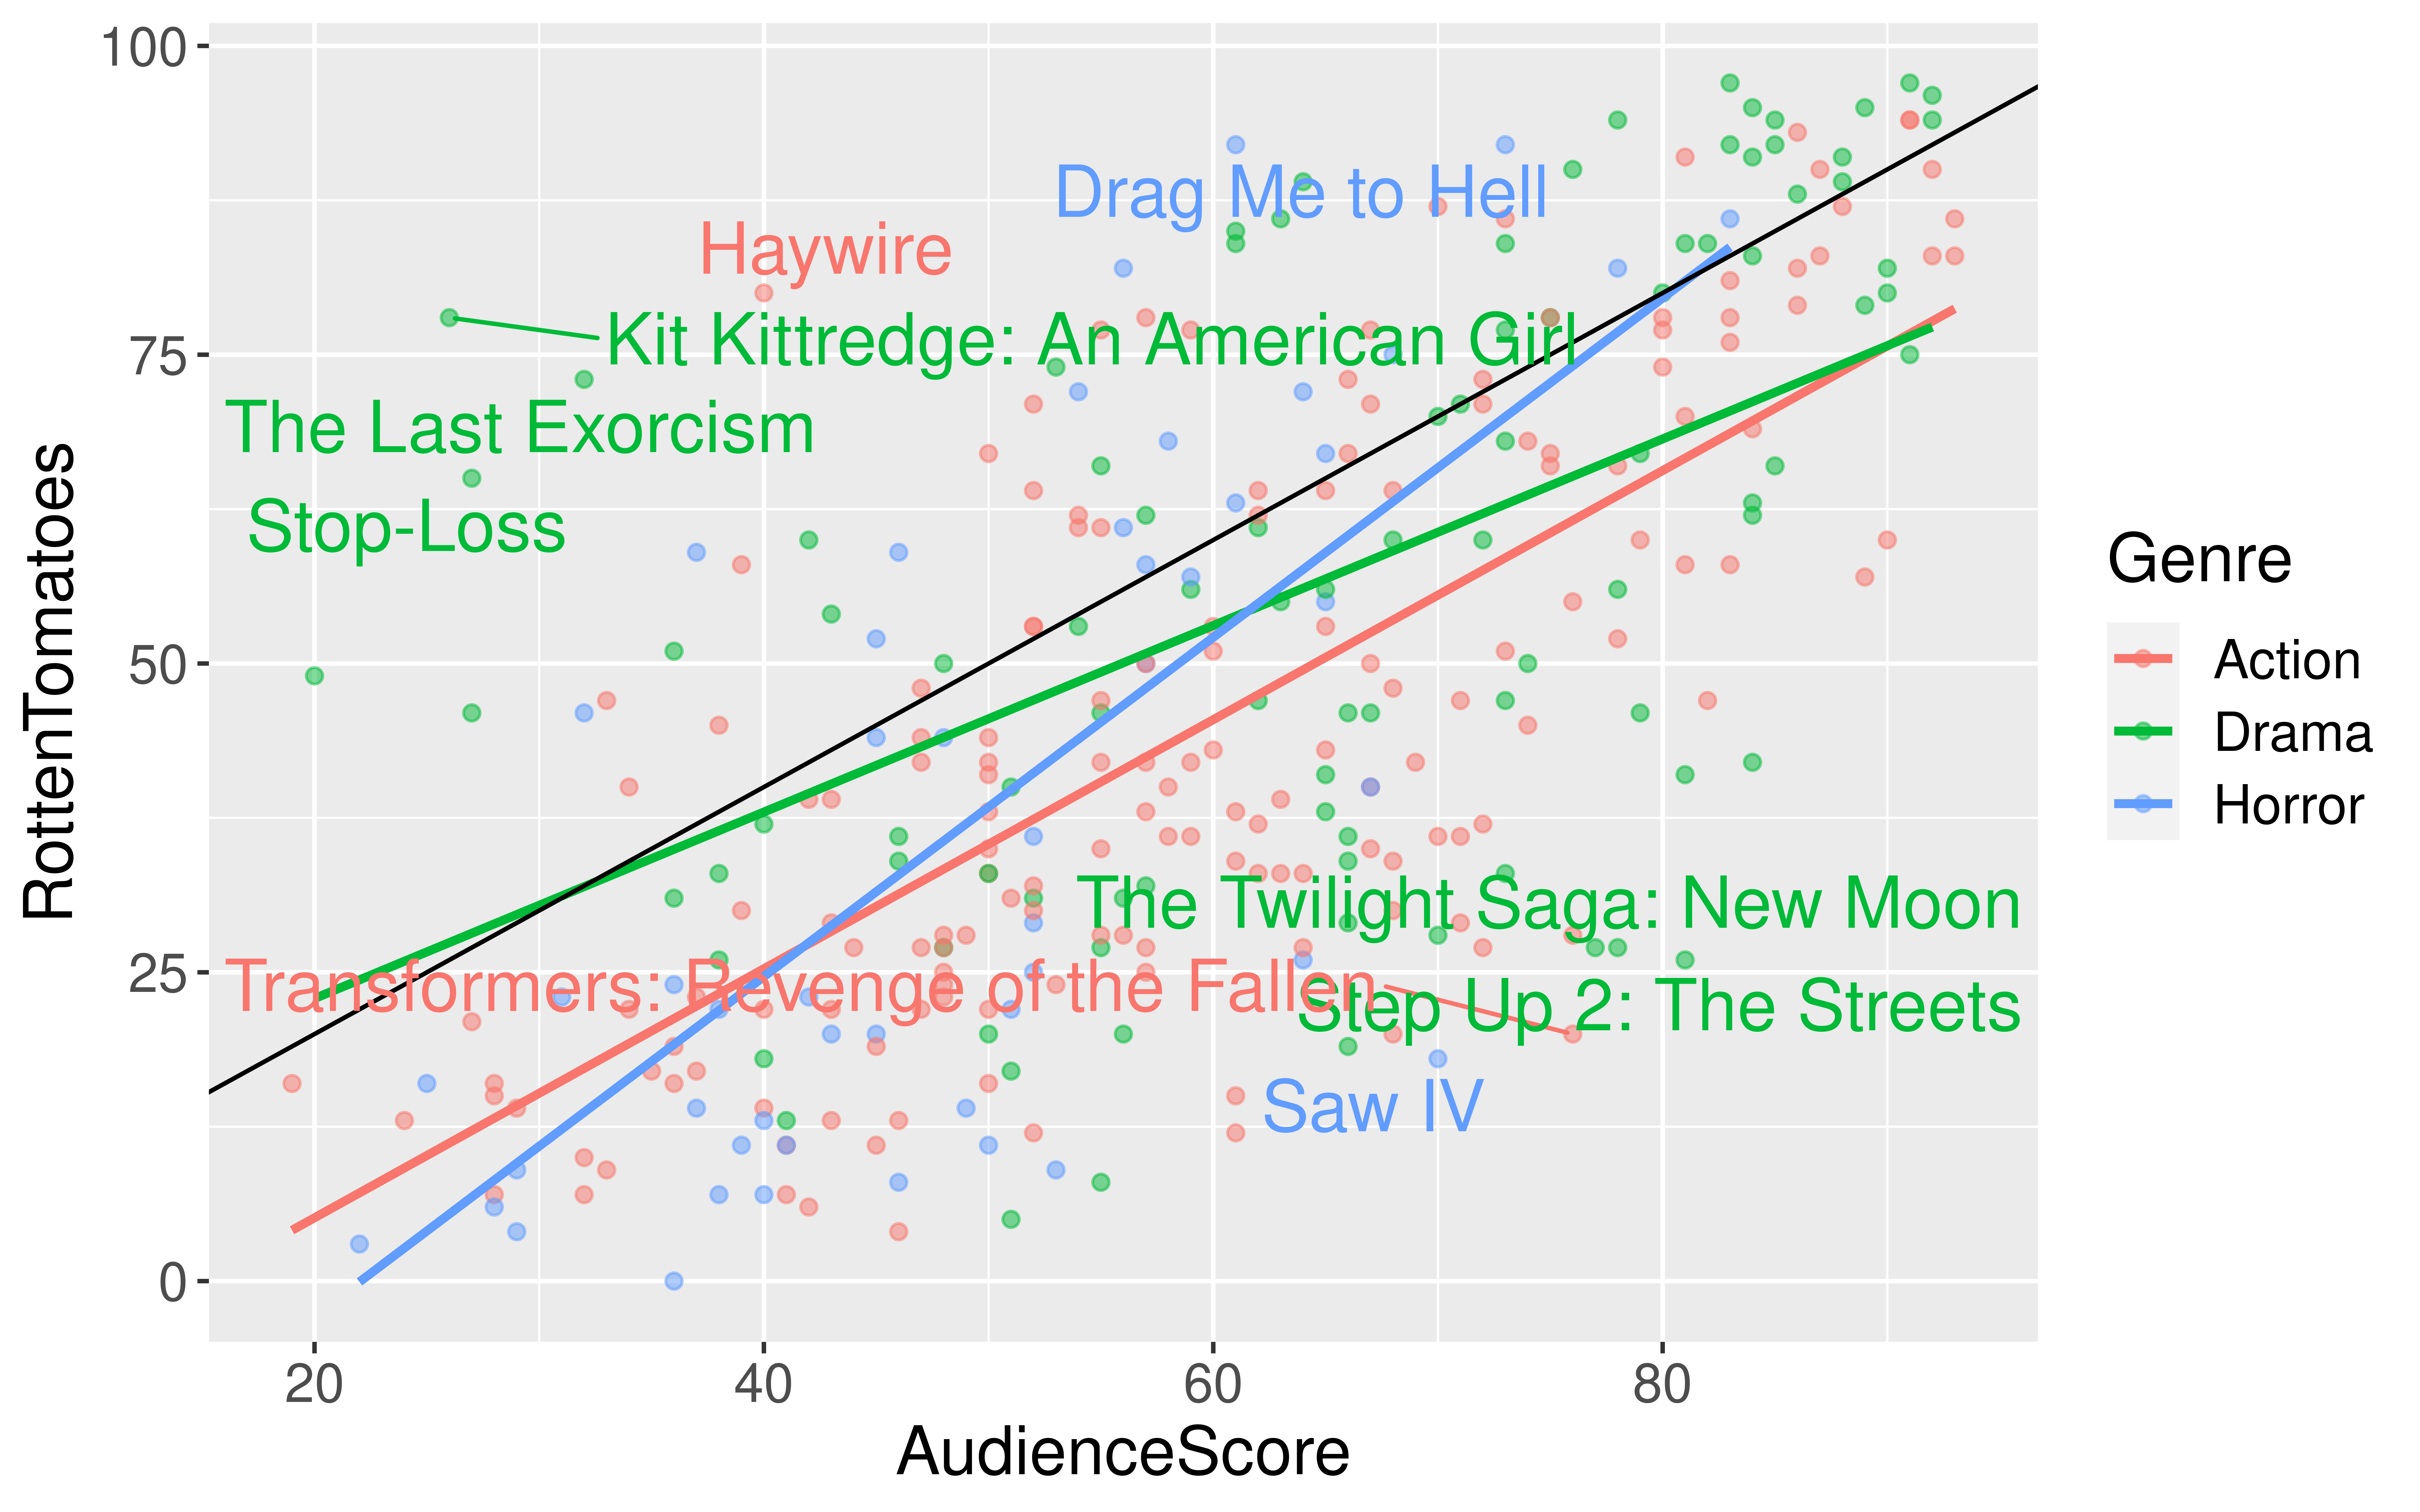 100
75
50
25
0
RottenTomatoes
Drag Me to Hell
Haywire
Kit Kittredge: An American Girl
The Last Exorcism
Stop-Loss
The Twilight Saga: New Moon
Transformers: Revenge of the Fallen
Step Up 2: The Streets
Saw IV
20
40
60
80
AudienceScore
Genre
Action
Drama
Horror